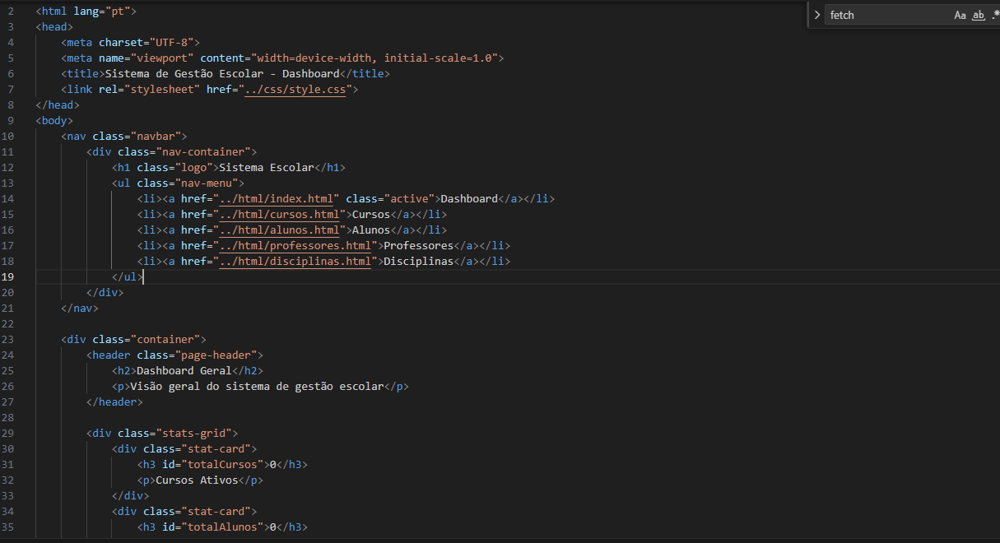 fetch
Aa ab .*
2 <html lang="pt">
3 <head>
4 <meta charset="UTF-8">
5 <meta name="viewport" content="width=device-width, initial-scale=1.0">
6 <title>Sistema de Gestão Escolar - Dashboard</title>
7 <link rel="stylesheet" href="../css/style.css">
8 </head>
9 <body>
10 <nav class="navbar">
11 <div class="nav-container">
12 <h1 class="logo">Sistema Escolar</h1>
13 <ul class="nav-menu">
14 <li><a href="../html/index.html" class="active">Dashboard</a></li>
15 <li><a href="../html/cursos.html">Cursos</a></li>
16 <li><a href="../html/alunos.html">Alunos</a></li>
17 <li><a href="../html/professores.html">Professores</a></li>
18 <li><a href="../html/disciplinas.html">Disciplinas</a></li>
19 </ul>
20 </div>
21 </nav>
22
23 <div class="container">
24 <header class="page-header">
25 <h2>Dashboard Geral</h2>
26 <p>Visão geral do sistema de gestão escolar</p>
27 </header>
28
29 <div class="stats-grid">
30 <div class="stat-card">
31 <h3 id="totalCursos">0</h3>
32 <p>Cursos Ativos</p>
33 </div>
34 <div class="stat-card">
35 <h3 id="totalAlunos">0</h3>